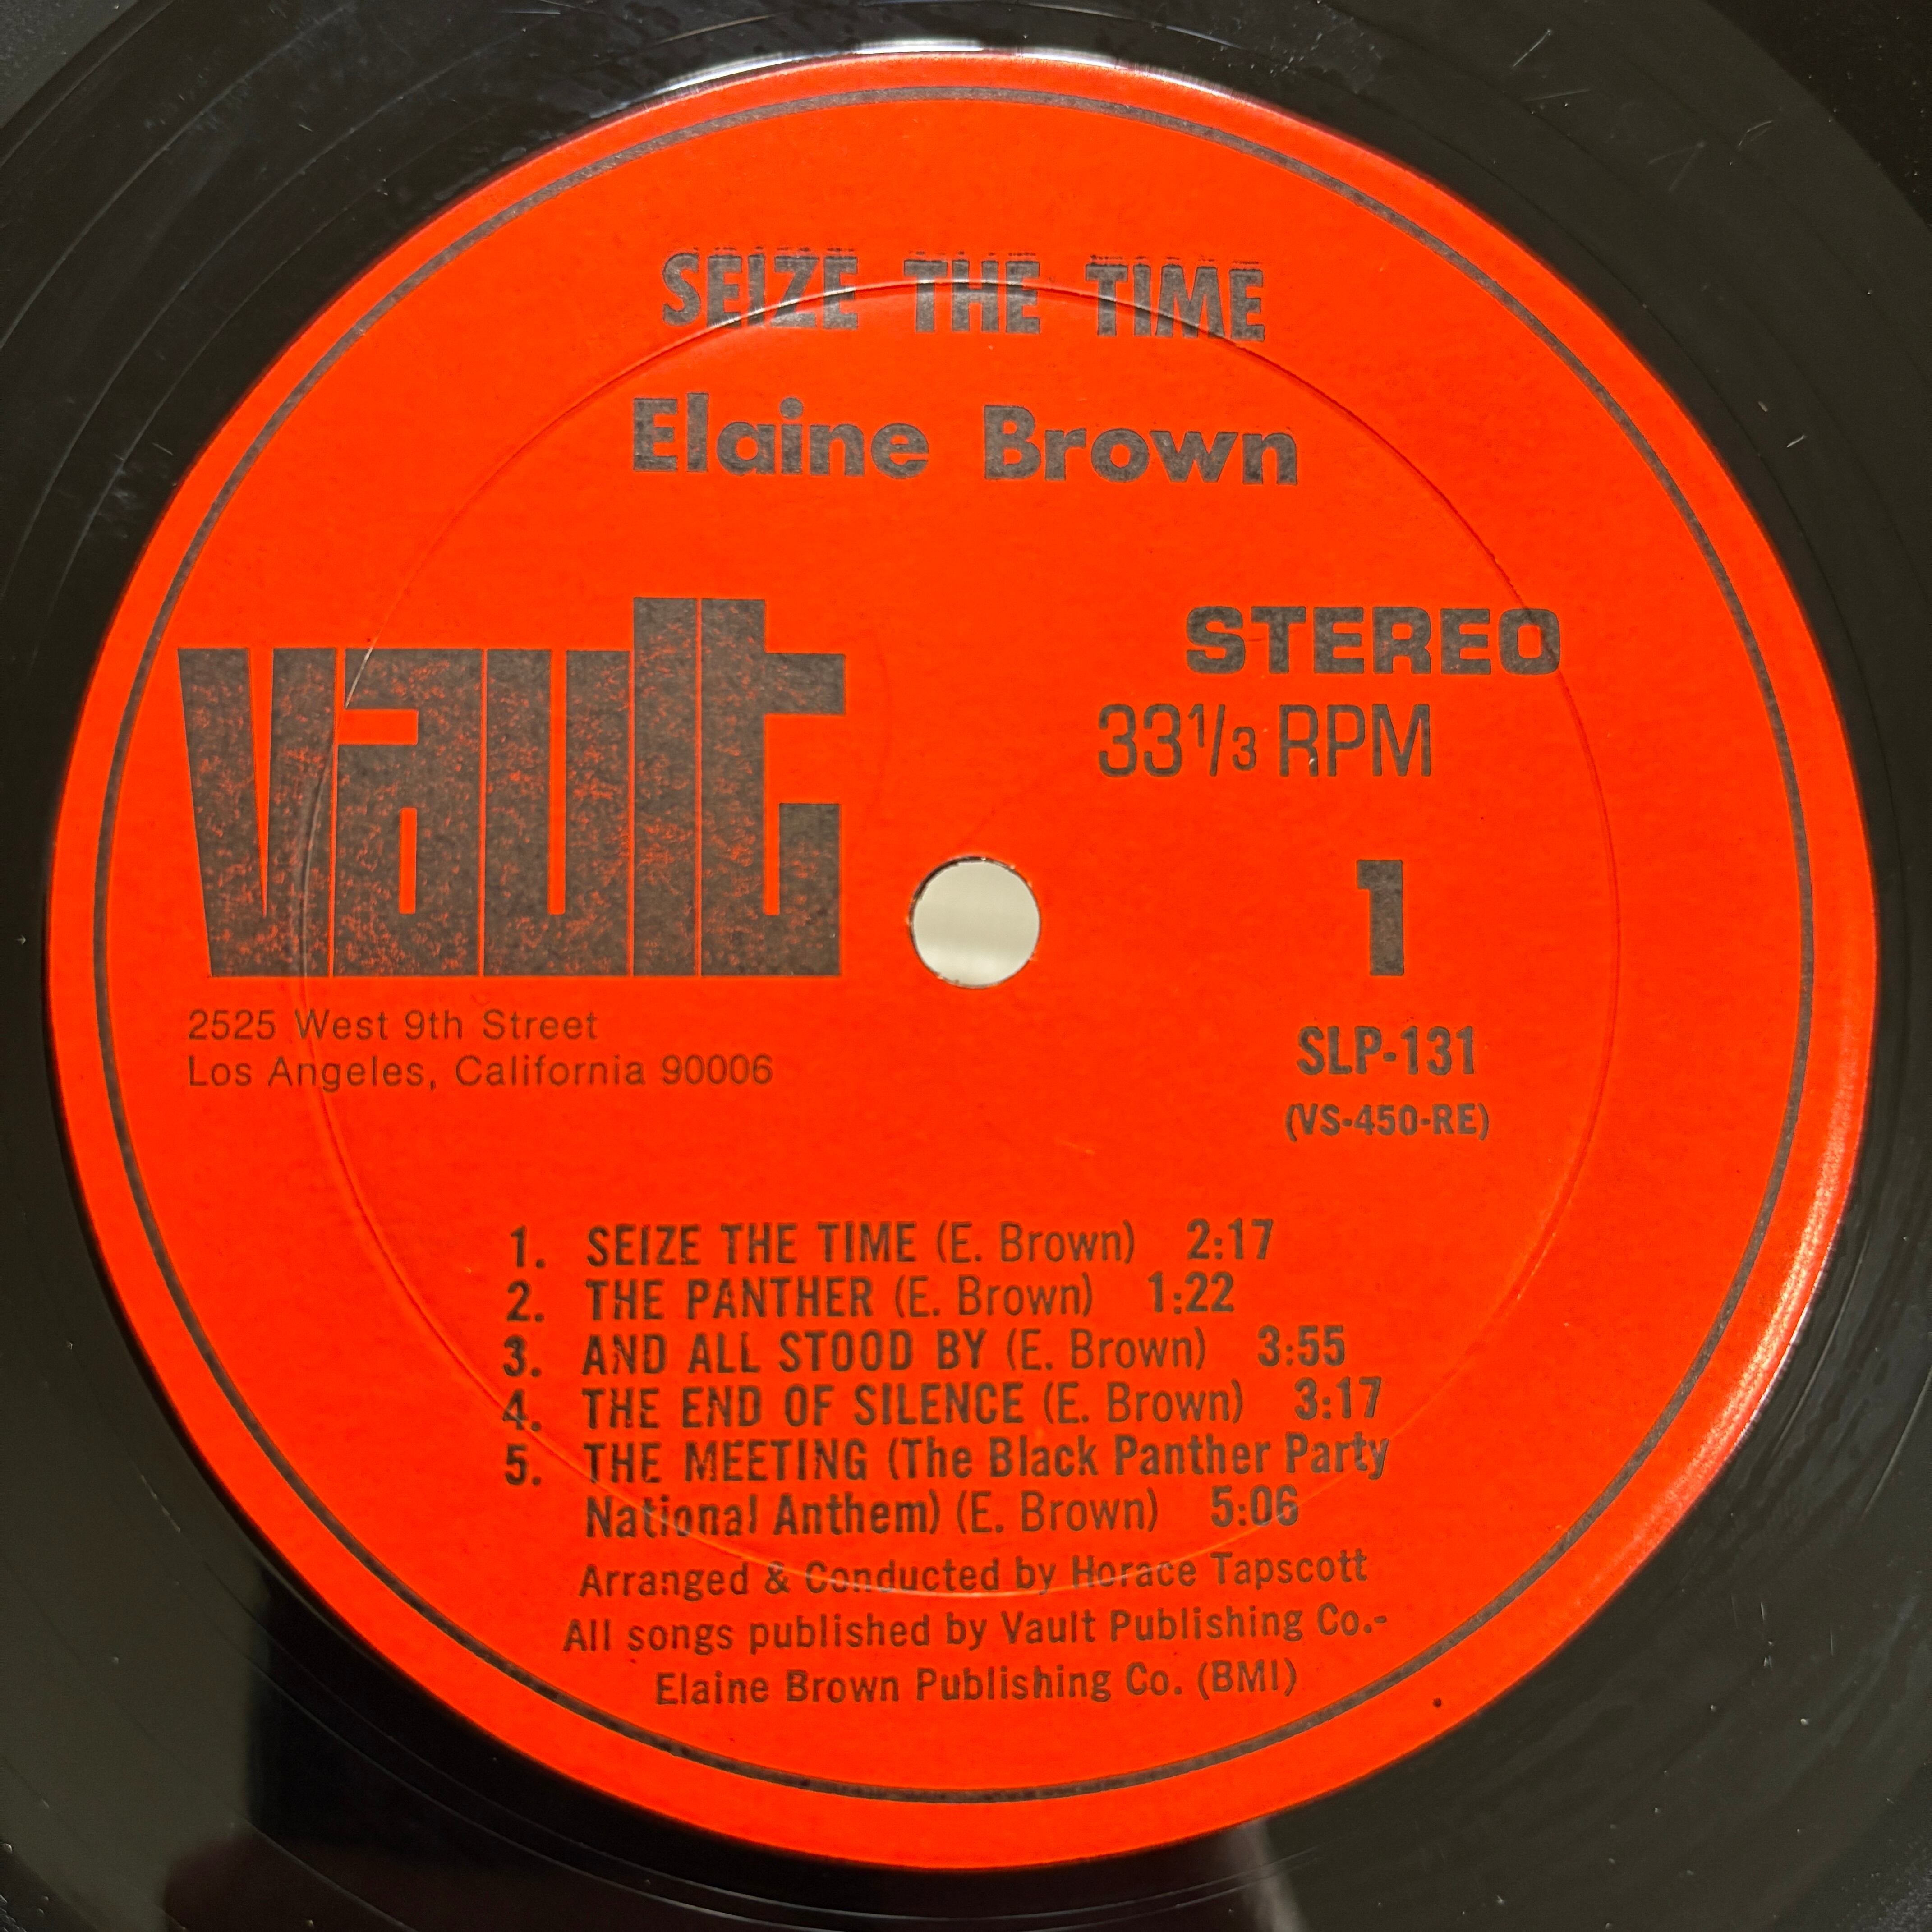 SEIZE THE TIME
Elaine Brown
vault
STEREO
33 1/3 RPM
1
2525 West 9th Street
Los Angeles, California 90006
SLP-131
(VS-450-RE)
1. SEIZE THE TIME (E. Brown) 2:17
2. THE PANTHER (E. Brown) 1:22
3. AND ALL STOOD BY (E. Brown) 3:55
4. THE END OF SILENCE (E. Brown) 3:17
5. THE MEETING (The Black Panther Party
National Anthem) (E. Brown) 5:06
Arranged & Conducted by Horace Tapscott
All songs published by Vault Publishing Co.-
Elaine Brown Publishing Co. (BMI)